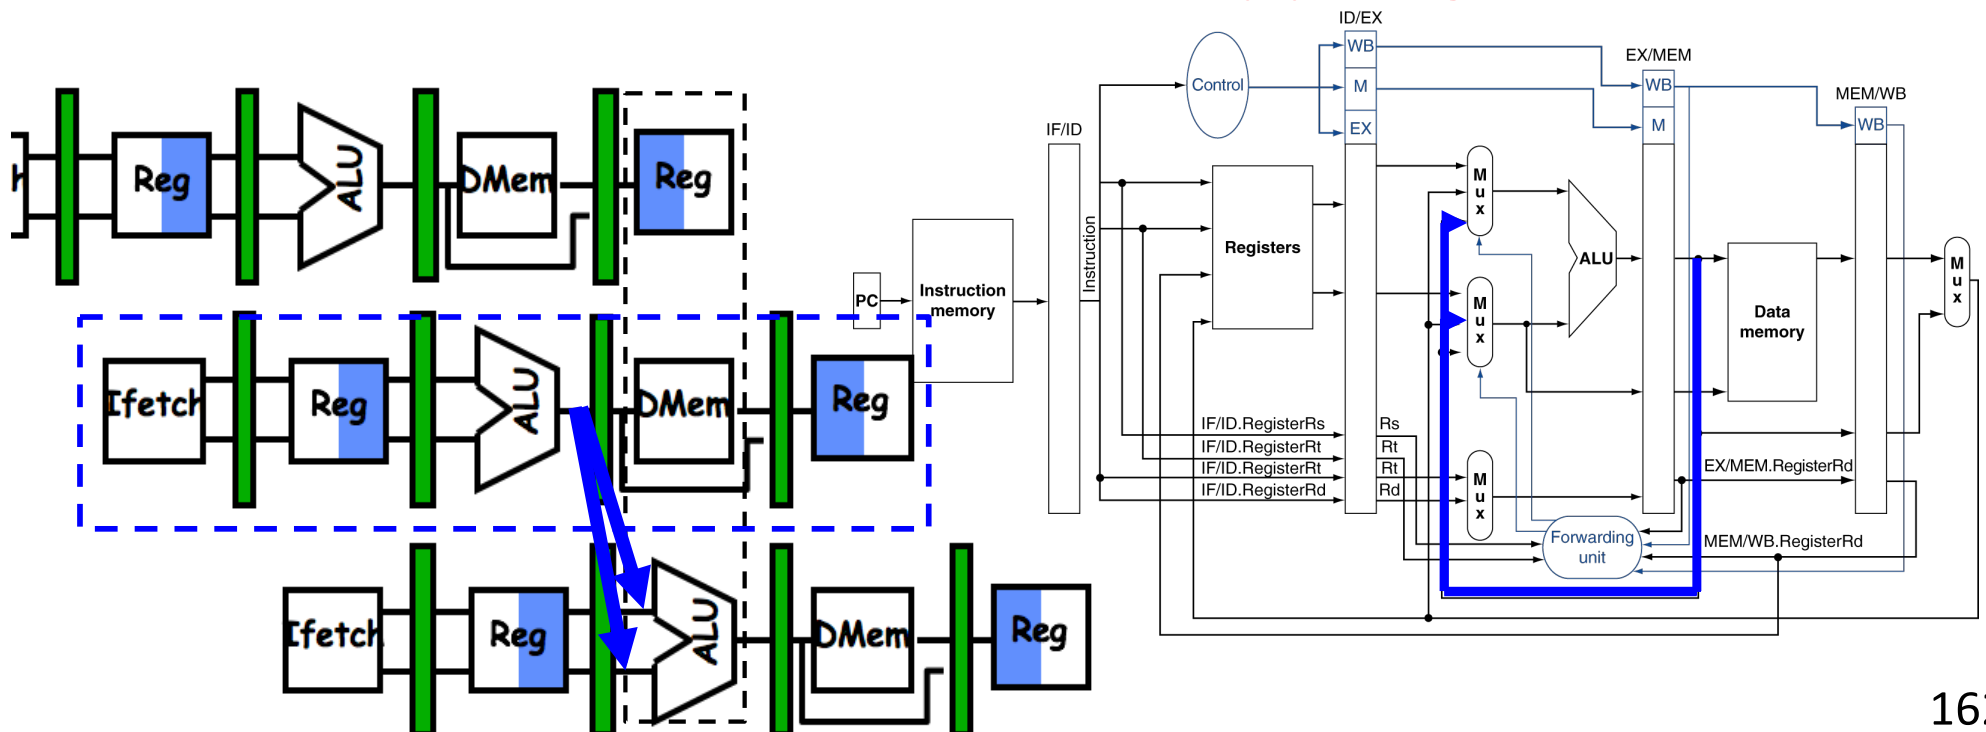 h
Reg
ALU
DMem
Reg
Ifetch
Reg
ALU
DMem
Reg
Ifetch
Reg
ALU
DMem
Reg
PC
Instruction
memory
IF/ID
Instruction
Control
Registers
IF/ID.RegisterRs
IF/ID.RegisterRt
IF/ID.RegisterRt
IF/ID.RegisterRd
ID/EX
WB
M
EX
Rs
Rt
Rt
Rd
M
u
x
M
u
x
M
u
x
ALU
Forwarding
unit
EX/MEM
WB
M
Data
memory
EX/MEM.RegisterRd
MEM/WB.RegisterRd
MEM/WB
WB
M
u
x